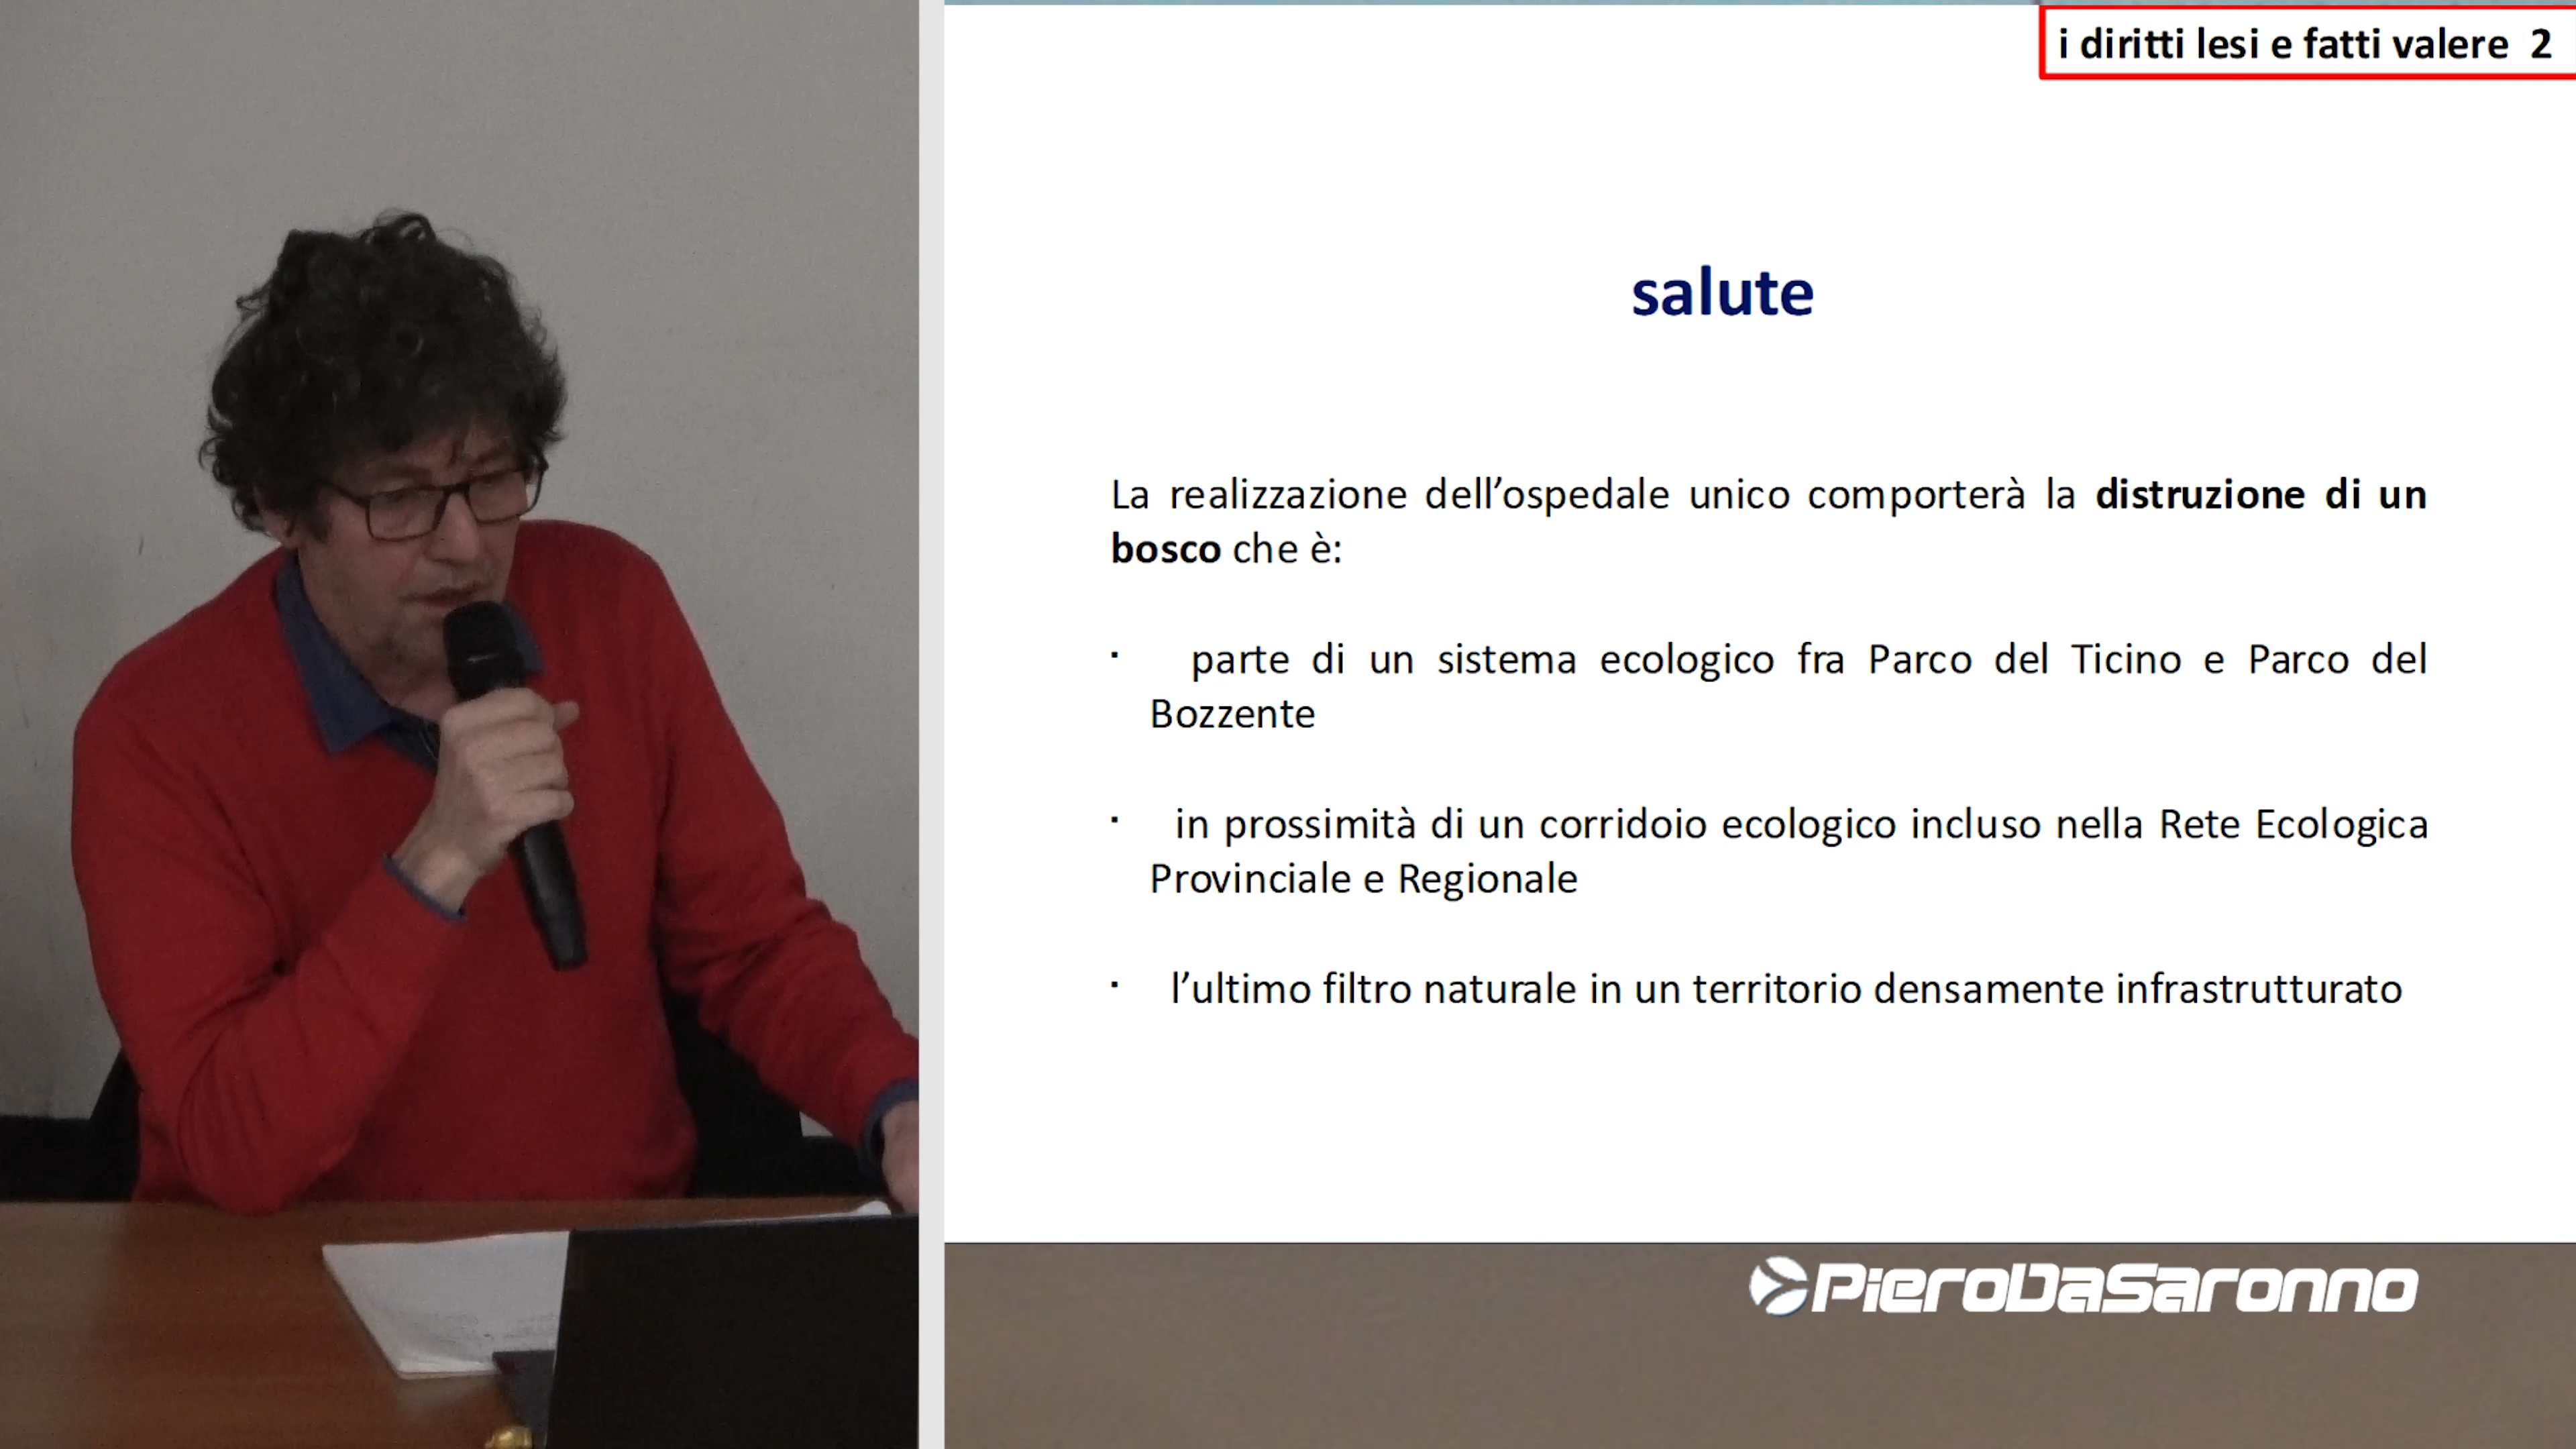 i diritti lesi e fatti valere 2
salute
La realizzazione dell’ospedale unico comporterà la distruzione di un
bosco che è:
· parte di un sistema ecologico fra Parco del Ticino e Parco del
Bozzente
· in prossimità di un corridoio ecologico incluso nella Rete Ecologica
Provinciale e Regionale
· l’ultimo filtro naturale in un territorio densamente infrastrutturato
PieroDaSaronno